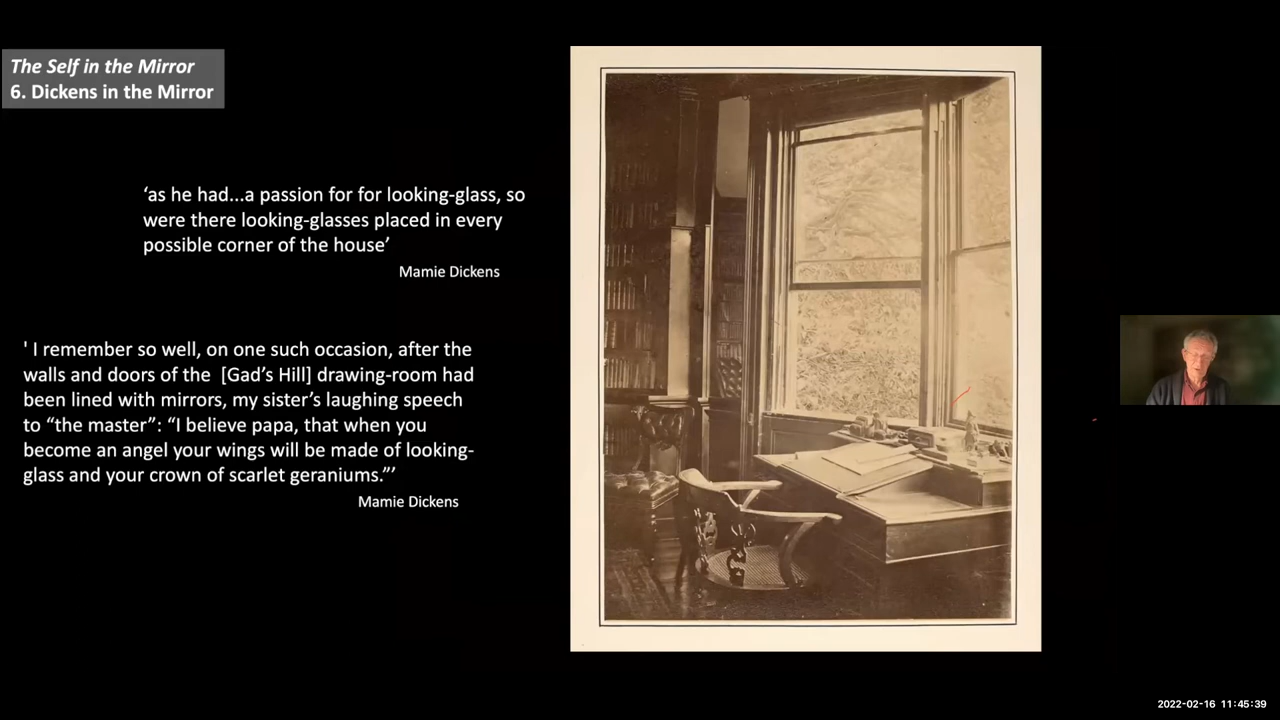 The Self in the Mirror
6. Dickens in the Mirror
‘as he had...a passion for for looking-glass, so
were there looking-glasses placed in every
possible corner of the house’
Mamie Dickens
' I remember so well, on one such occasion, after the
walls and doors of the [Gad’s Hill] drawing-room had
been lined with mirrors, my sister’s laughing speech
to “the master”: “I believe papa, that when you
become an angel your wings will be made of looking-
glass and your crown of scarlet geraniums.”’
Mamie Dickens
2022-02-16 11:45:39